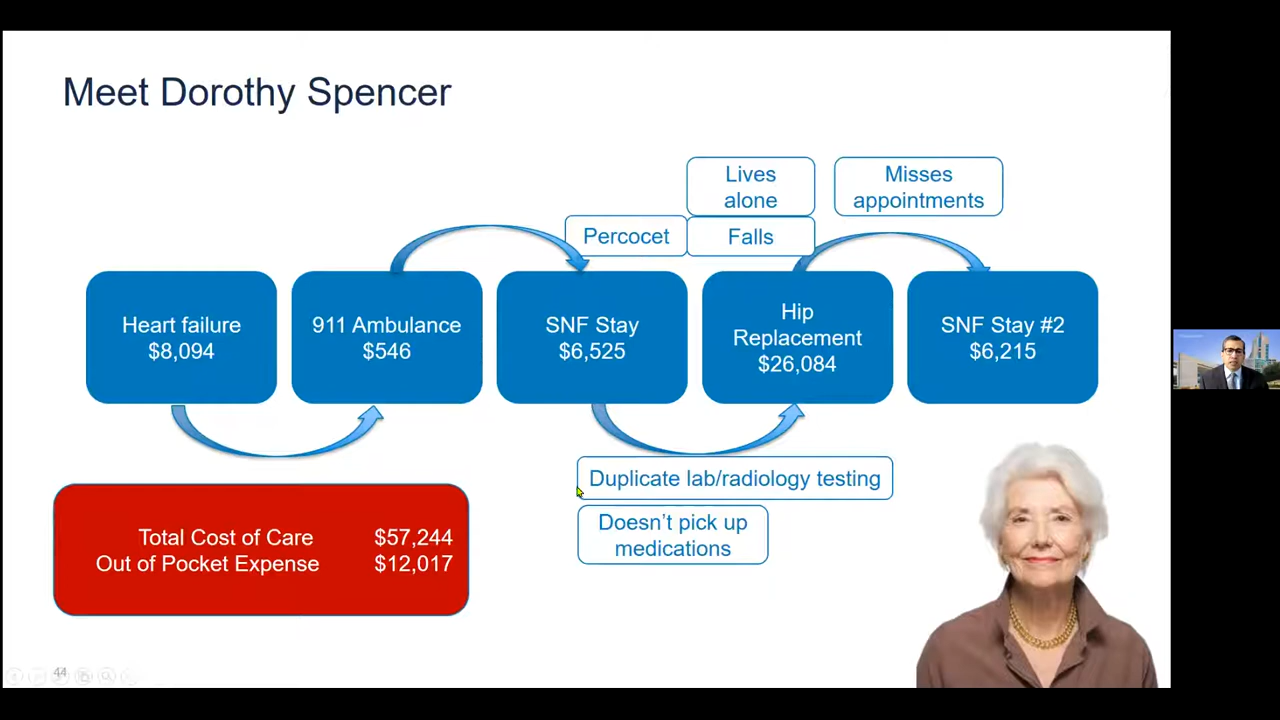 Meet Dorothy Spencer
Lives
alone
Misses
appointments
Percocet
Falls
Heart failure
$8,094
911 Ambulance
$546
SNF Stay
$6,525
Hip
Replacement
$26,084
SNF Stay #2
$6,215
Duplicate lab/radiology testing
Doesn’t pick up
medications
Total Cost of Care $57,244
Out of Pocket Expense $12,017
44